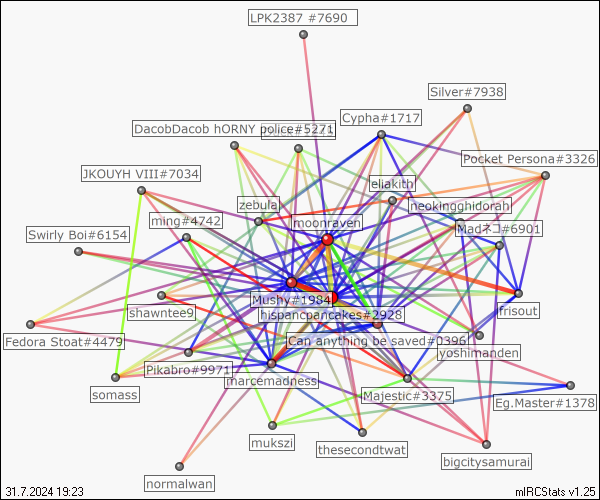 LPK2387 #7690
Silver#7938
Cypha#1717
DacobDacob hORNY police#5271
Pocket Persona#3326
JKOUYH VIII#7034
eliakith
zebula
neokingghidorah
ming#4742
moonraven
Madネコ#6901
Swirly Boi#6154
Mushy#1984
shawntee9
hispancpancakes#2928
frisout
Fedora Stoat#4479
Can anything be saved#0396
yoshimanden
Pikabro#9971
marcemadness
somass
Majestic#3375
Eg.Master#1378
mukszi
thesecondtwat
bigcitysamurai
normalwan
31.7.2024 19:23
mIRCStats v1.25